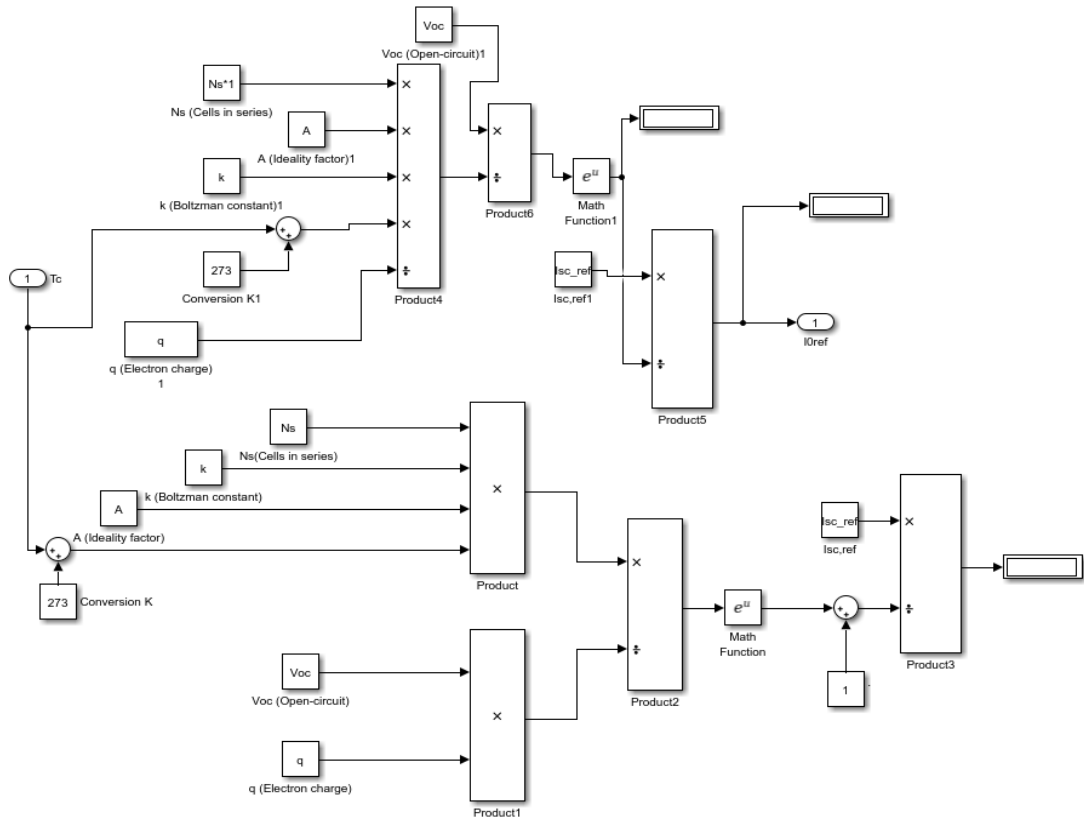 Voc
Voc (Open-circuit)1
Ns*1
Ns (Cells in series)
×
A
A (Ideality factor)1
×
×
k
k (Boltzman constant)1
×
÷
Product6
e^u
Math
Function1
×
+
+
273
Conversion K1
÷
Product4
1
Tc
Isc_ref
Isc,ref1
×
q
q (Electron charge)
1
1
I0ref
÷
Product5
Ns
Ns(Cells in series)
k
k (Boltzman constant)
×
A
A (Ideality factor)
+
+
Product
273
Conversion K
Isc_ref
Isc,ref
×
×
÷
Product2
e^u
Math
Function
+
+
÷
Product3
1
Voc
Voc (Open-circuit)
×
q
q (Electron charge)
Product1